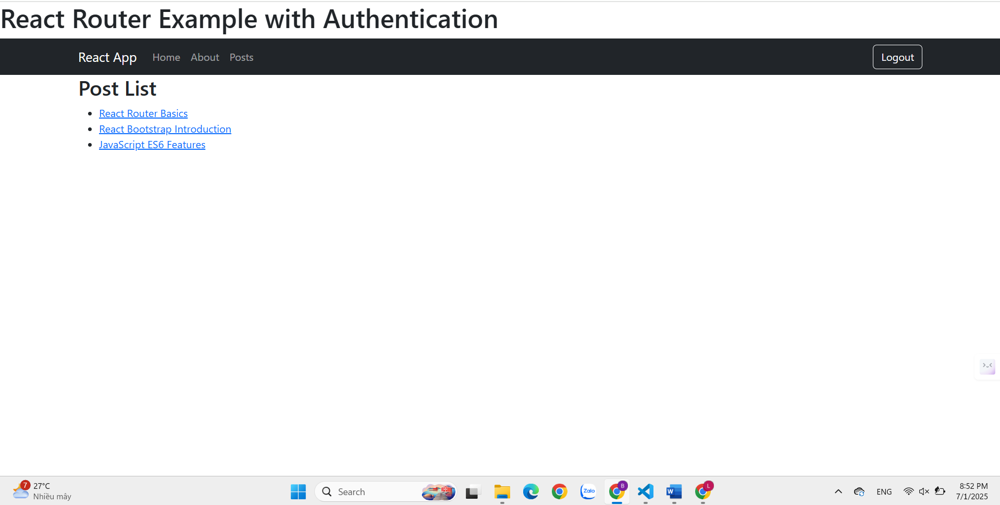 React Router Example with Authentication
React App Home About Posts Logout
Post List
React Router Basics
React Bootstrap Introduction
JavaScript ES6 Features
7
27°C
Nhiều mây
Search
Zalo
B
W
L
ENG
8:52 PM
7/1/2025